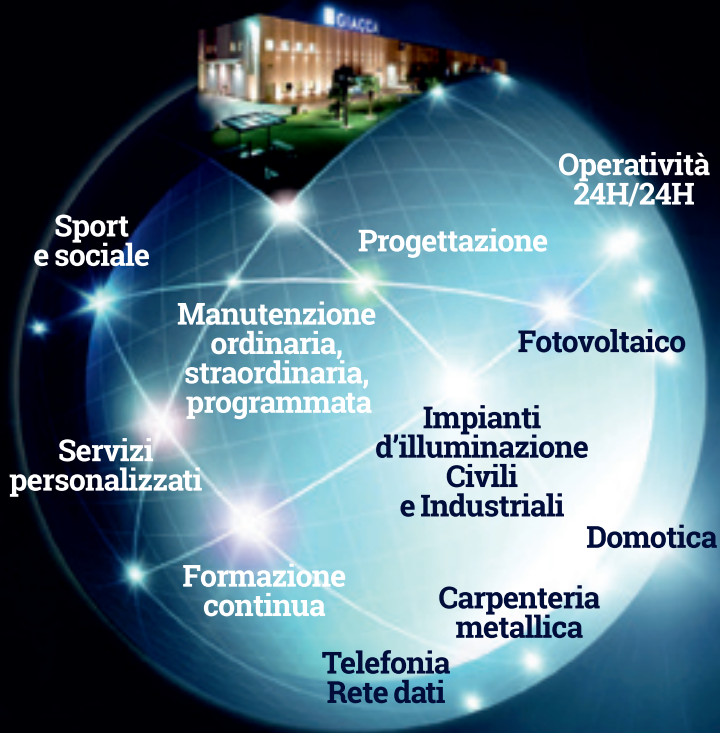 GIACCA
Operatività
24H/24H
Sport
e sociale
Progettazione
Manutenzione
ordinaria,
straordinaria,
programmata
Fotovoltaico
Impianti
d'illuminazione
Civili
e Industriali
Servizi
personalizzati
Domotica
Formazione
continua
Carpenteria
metallica
Telefonia
Rete dati